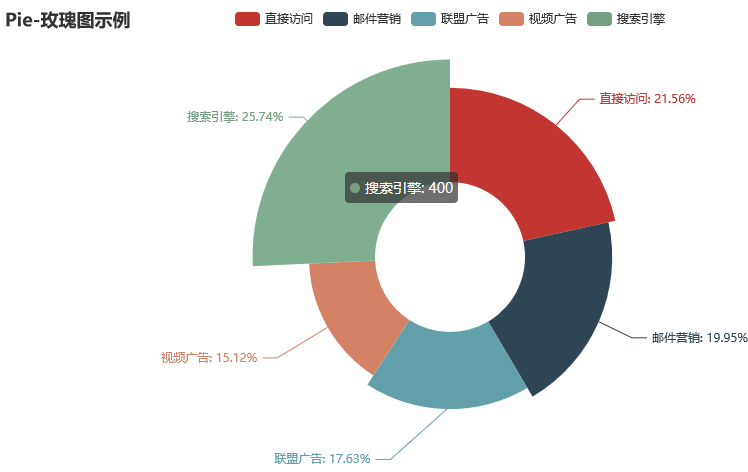 Pie-玫瑰图示例
直接访问
邮件营销
联盟广告
视频广告
搜索引擎
直接访问: 21.56%
搜索引擎: 25.74%
搜索引擎: 400
邮件营销: 19.95%
视频广告: 15.12%
联盟广告: 17.63%